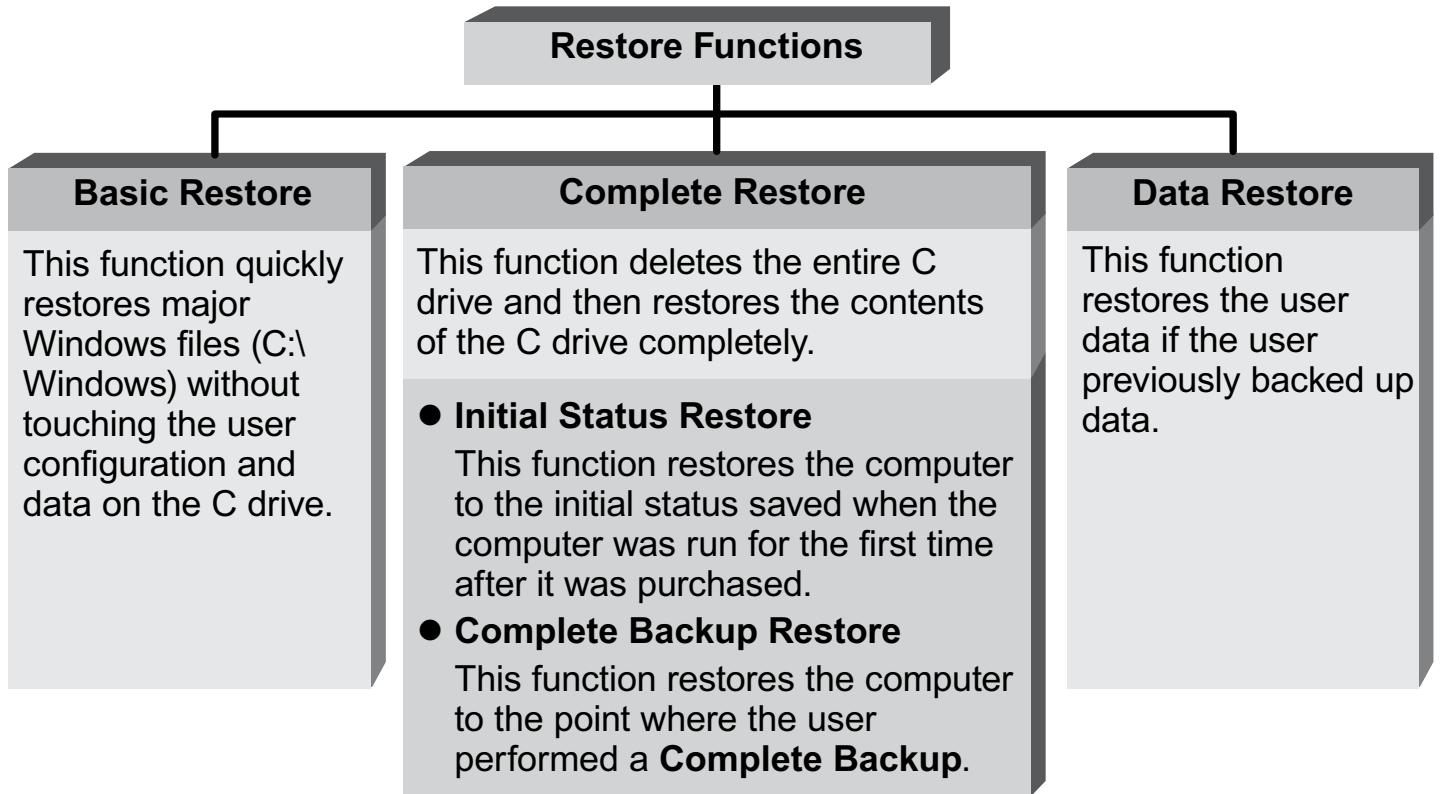 Restore Functions
Basic Restore
This function quickly
restores major
Windows files (C:\
Windows) without
touching the user
configuration and
data on the C drive.
Complete Restore
This function deletes the entire C
drive and then restores the contents
of the C drive completely.
● Initial Status Restore
This function restores the computer
to the initial status saved when the
computer was run for the first time
after it was purchased.
● Complete Backup Restore
This function restores the computer
to the point where the user
performed a Complete Backup.
Data Restore
This function
restores the user
data if the user
previously backed up
data.